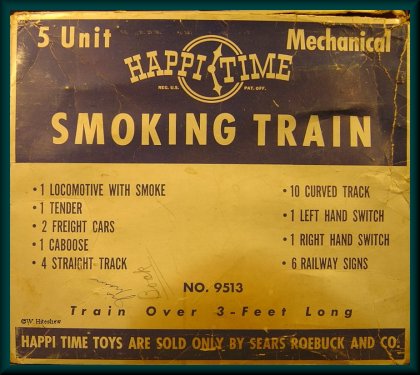 5 Unit Mechanical
HAPPI TIME
REG. U.S. PAT. OFF.
SMOKING TRAIN
• 1 LOCOMOTIVE WITH SMOKE
• 1 TENDER
• 2 FREIGHT CARS
• 1 CABOOSE
• 4 STRAIGHT TRACK
• 10 CURVED TRACK
• 1 LEFT HAND SWITCH
• 1 RIGHT HAND SWITCH
• 6 RAILWAY SIGNS
NO. 9513
Train Over 3-Feet Long
©W Hiteshew
HAPPI TIME TOYS ARE SOLD ONLY BY SEARS ROEBUCK AND CO.